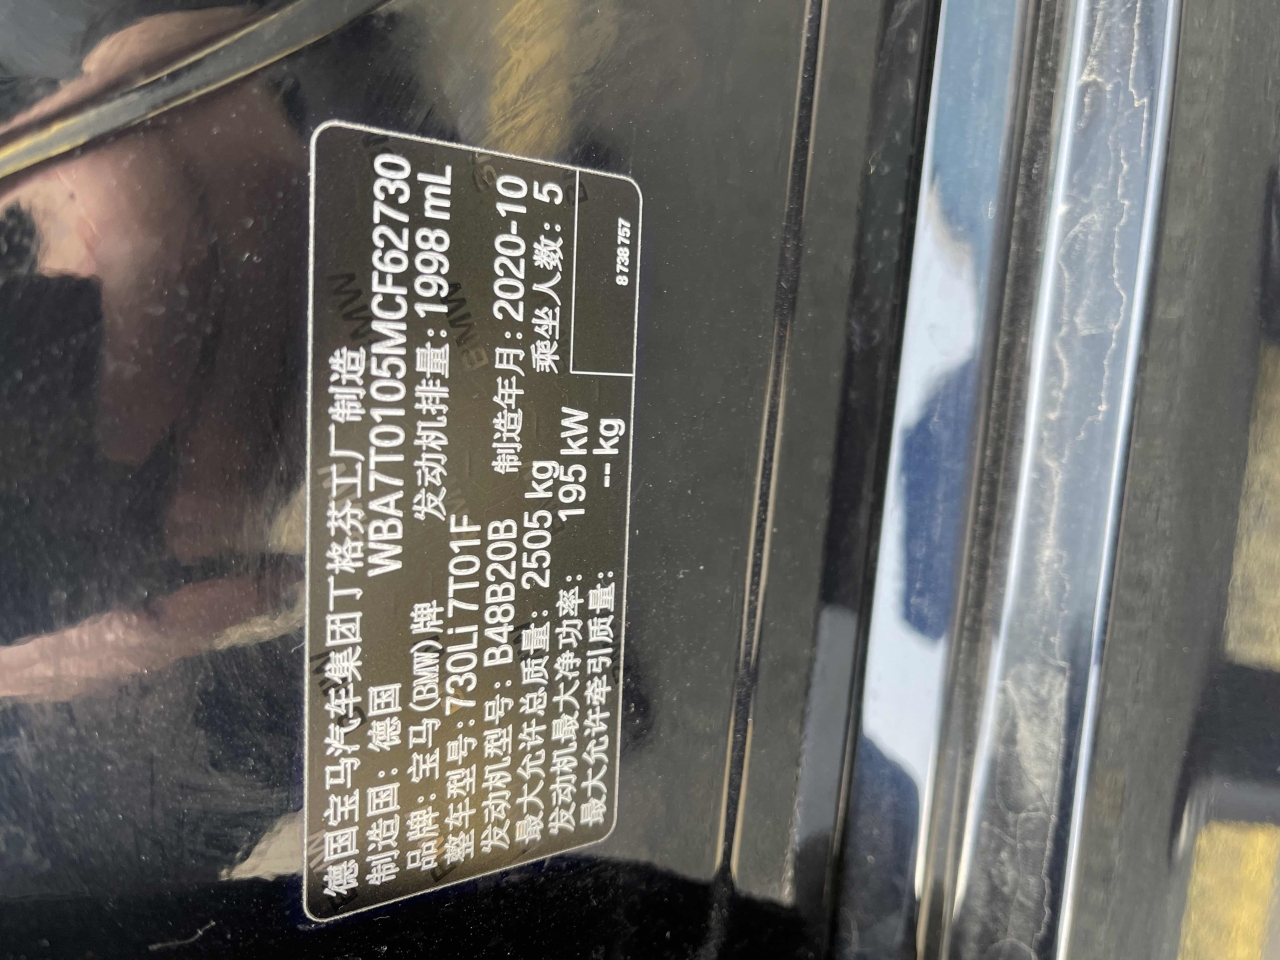 德国宝马汽车集团丁格芬工厂制造
制造国: 德国 WBA7T0105MCF62730
品牌: 宝马(BMW)牌 发动机排量: 1998 mL
整车型号: 730Li 7T01F
发动机型号: B48B20B 制造年月: 2020-10
最大允许总质量: 2505 kg 乘坐人数: 5
发动机最大净功率: 195 kW
最大允许牵引质量: -- kg
8 738 757